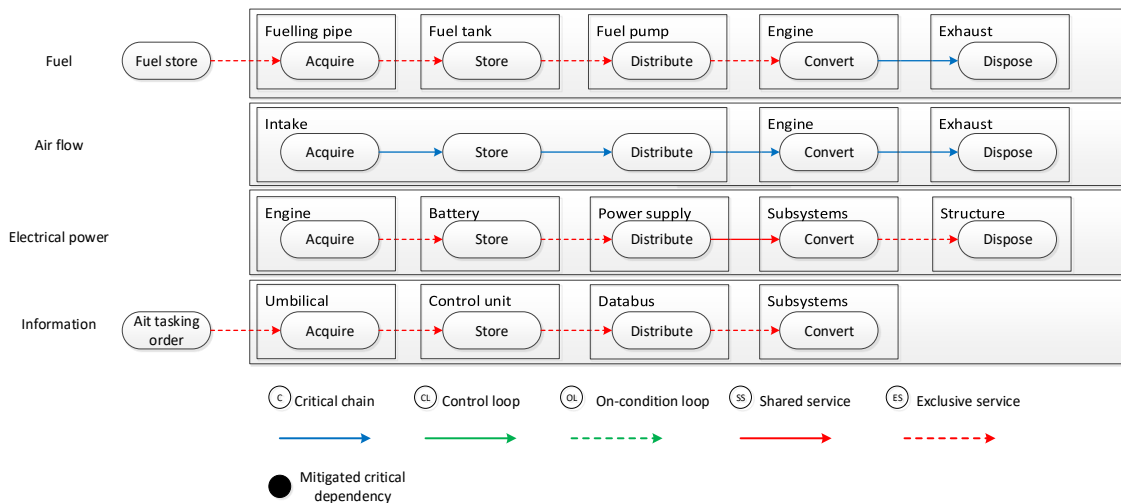 Fuelling pipe
Fuel tank
Fuel pump
Engine
Exhaust
Fuel
Fuel store
Acquire
Store
Distribute
Convert
Dispose
Intake
Engine
Exhaust
Air flow
Acquire
Store
Distribute
Convert
Dispose
Engine
Battery
Power supply
Subsystems
Structure
Electrical power
Acquire
Store
Distribute
Convert
Dispose
Umbilical
Control unit
Databus
Subsystems
Information
Ait tasking
order
Acquire
Store
Distribute
Convert
C Critical chain
CL Control loop
OL On-condition loop
SS Shared service
ES Exclusive service
Mitigated critical
dependency